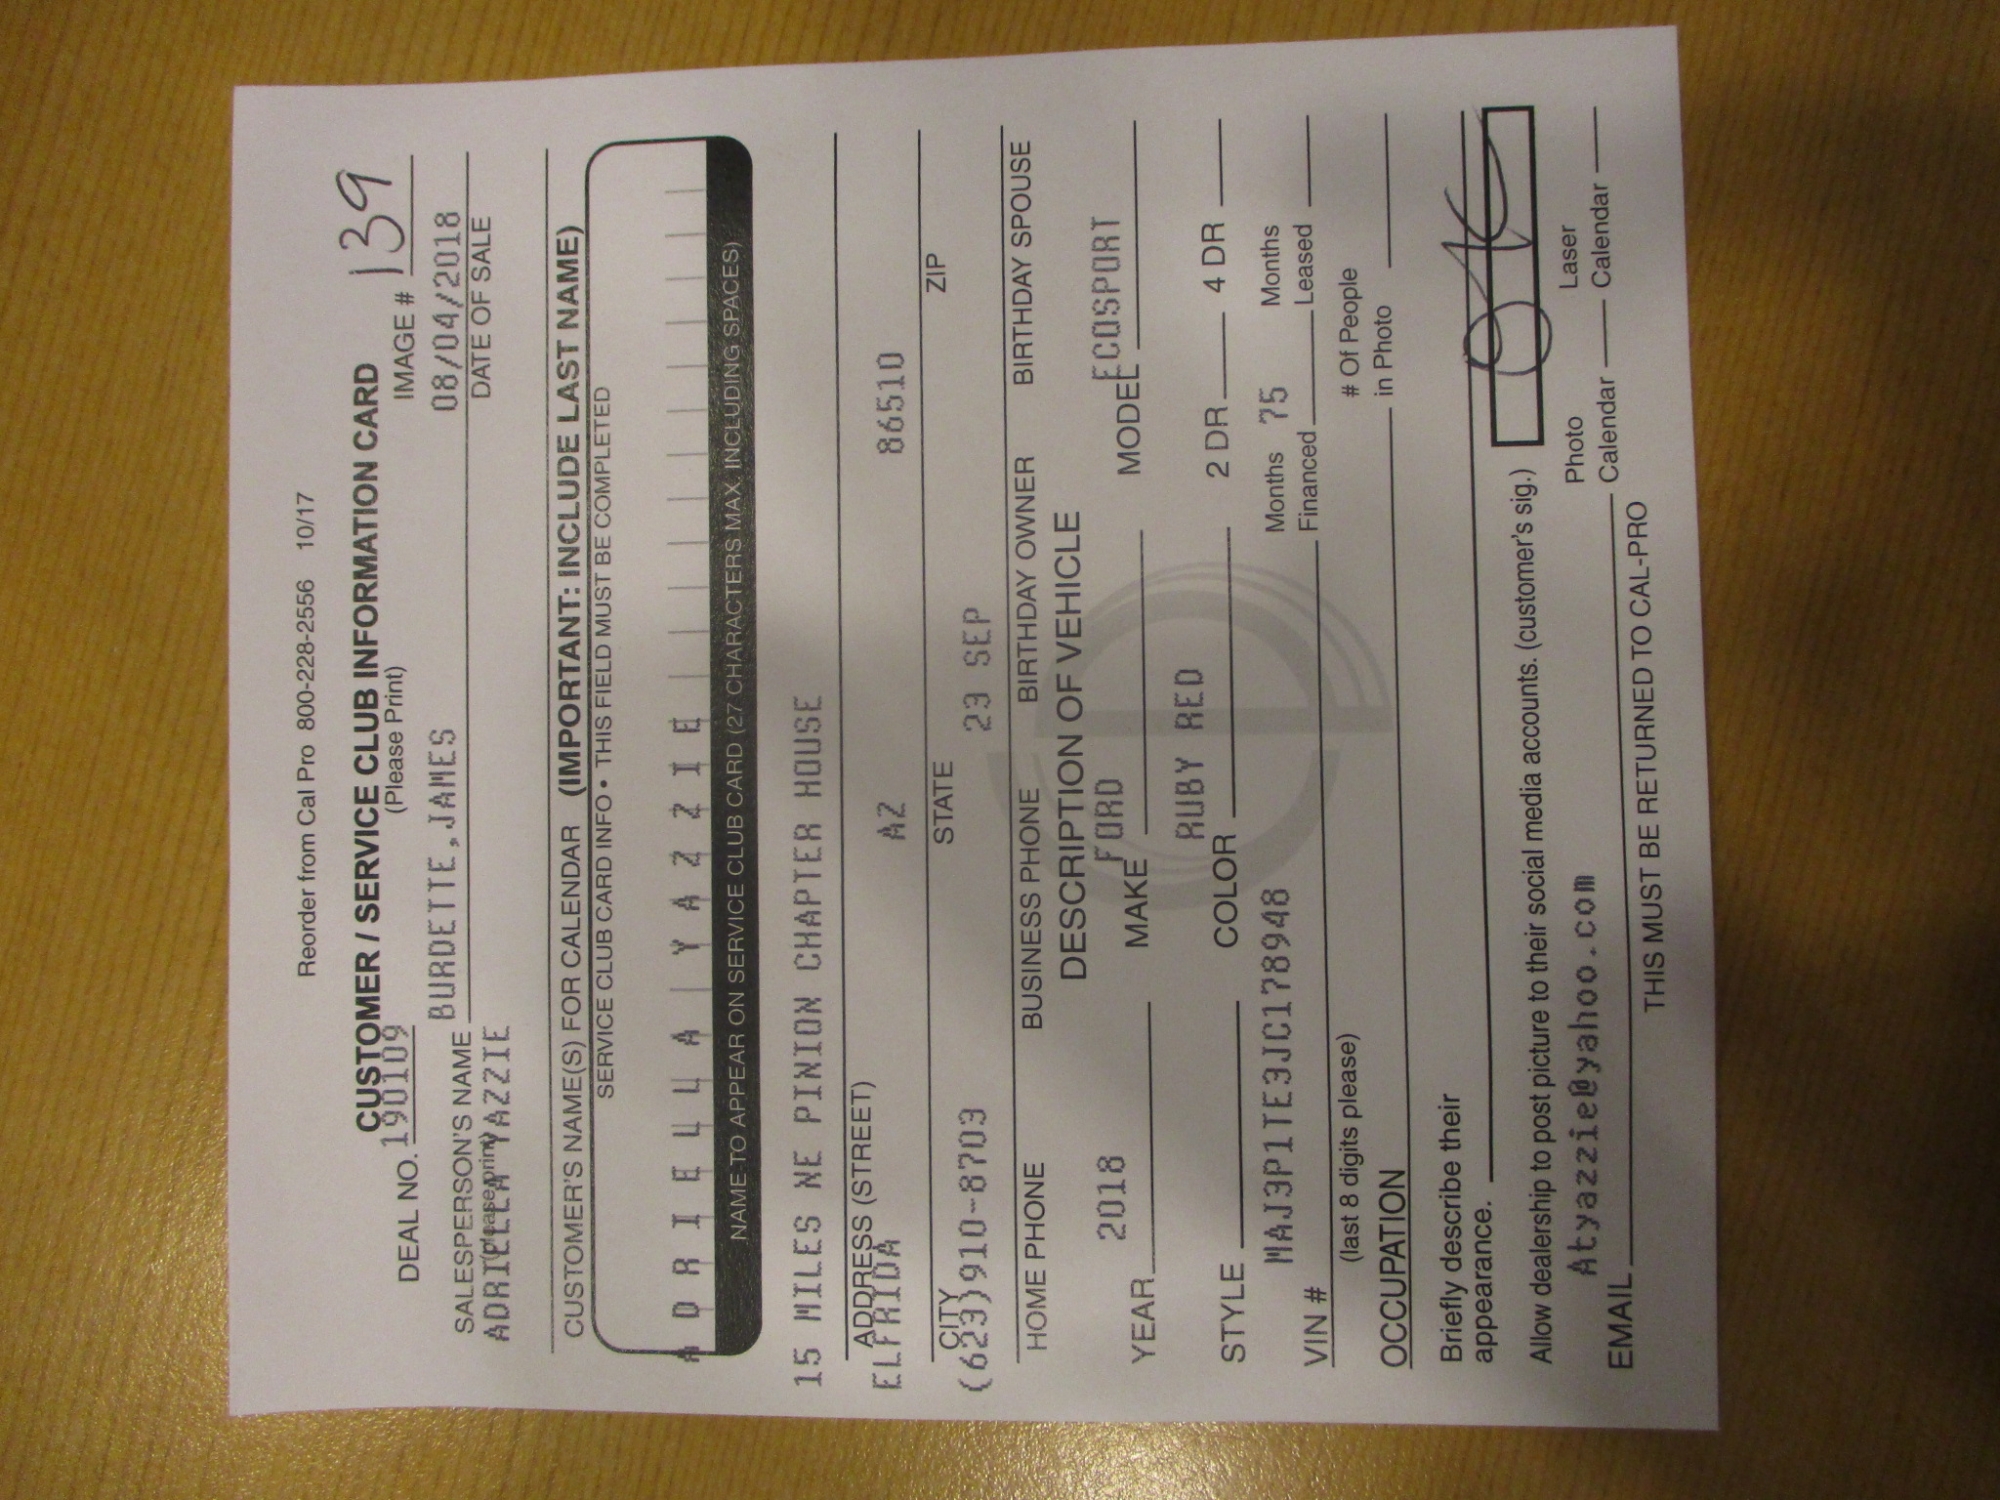 Reorder from Cal Pro 800-228-2556 10/17
CUSTOMER / SERVICE CLUB INFORMATION CARD
(Please Print)
DEAL NO. 190109 IMAGE # 139
SALESPERSON'S NAME BURDETTE,JAMES 08/04/2018
(please print) DATE OF SALE
ADRIELLA YAZZIE
CUSTOMER'S NAME(S) FOR CALENDAR (IMPORTANT: INCLUDE LAST NAME)
SERVICE CLUB CARD INFO • THIS FIELD MUST BE COMPLETED
A D R I E L L A Y A Z Z I E
NAME TO APPEAR ON SERVICE CLUB CARD (27 CHARACTERS MAX. INCLUDING SPACES)
15 MILES NE PINION CHAPTER HOUSE
ADDRESS (STREET)
ELFRIDA AZ 86510
CITY STATE ZIP
(623)910-8703 23 SEP
HOME PHONE BUSINESS PHONE BIRTHDAY OWNER BIRTHDAY SPOUSE
DESCRIPTION OF VEHICLE
YEAR 2018 MAKE FORD MODEL ECOSPORT
STYLE COLOR RUBY RED 2 DR 4 DR
VIN # MAJ3P1TE3JC178948 Months Financed 75 Months Leased
(last 8 digits please)
OCCUPATION # Of People in Photo
Briefly describe their
appearance.
Allow dealership to post picture to their social media accounts. (customer's sig.)
EMAIL Atyazzie@yahoo.com Photo Calendar Laser Calendar
THIS MUST BE RETURNED TO CAL-PRO